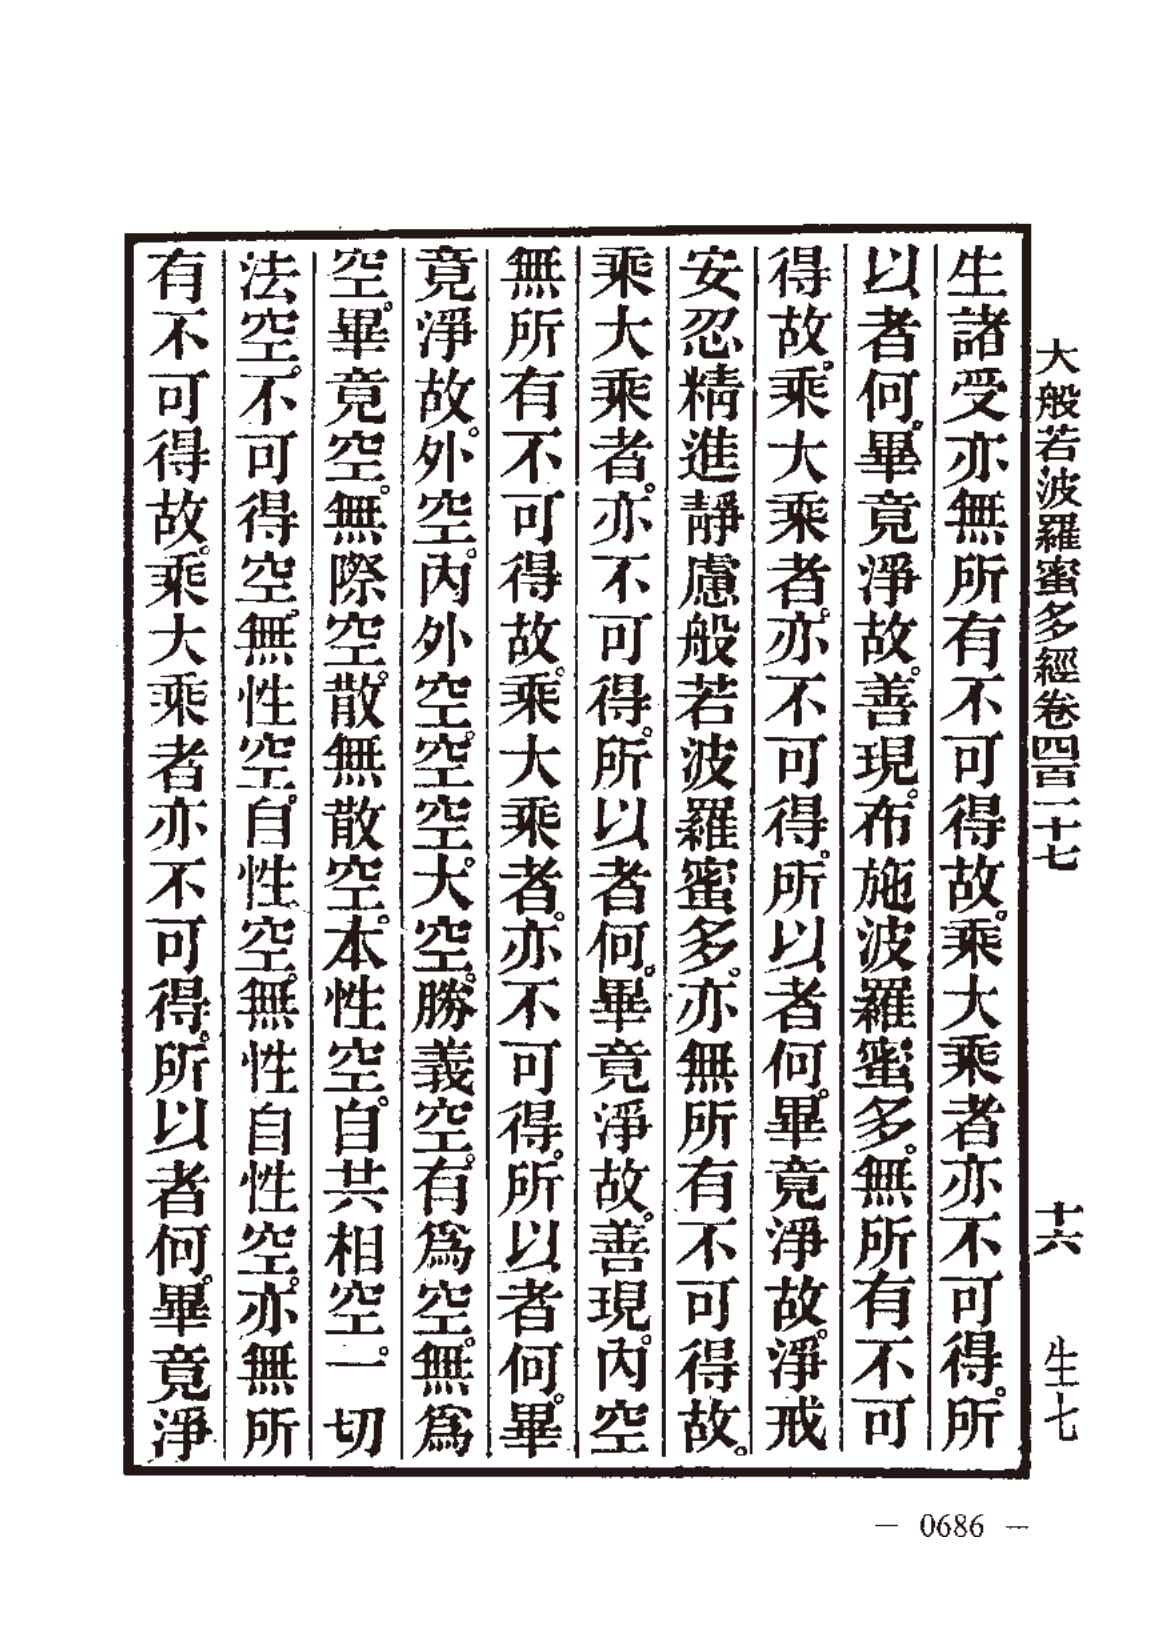 大般若波羅蜜多經卷四百一十七　十六　生七
生諸受亦無所有不可得故。乘大乘者亦不可得。所
以者何。畢竟淨故。善現。布施波羅蜜多。無所有不可
得故。乘大乘者。亦不可得。所以者何。畢竟淨故。淨戒
安忍精進靜慮般若波羅蜜多。亦無所有不可得故。
乘大乘者。亦不可得。所以者何。畢竟淨故。善現。內空
無所有不可得故。乘大乘者。亦不可得。所以者何。畢
竟淨故。外空。內外空。空空。大空。勝義空。有爲空。無爲
空。畢竟空。無際空。散無散空。本性空。自共相空。一切
法空。不可得空。無性空。自性空。無性自性空。亦無所
有不可得故。乘大乘者亦不可得。所以者何。畢竟淨
— 0686 —